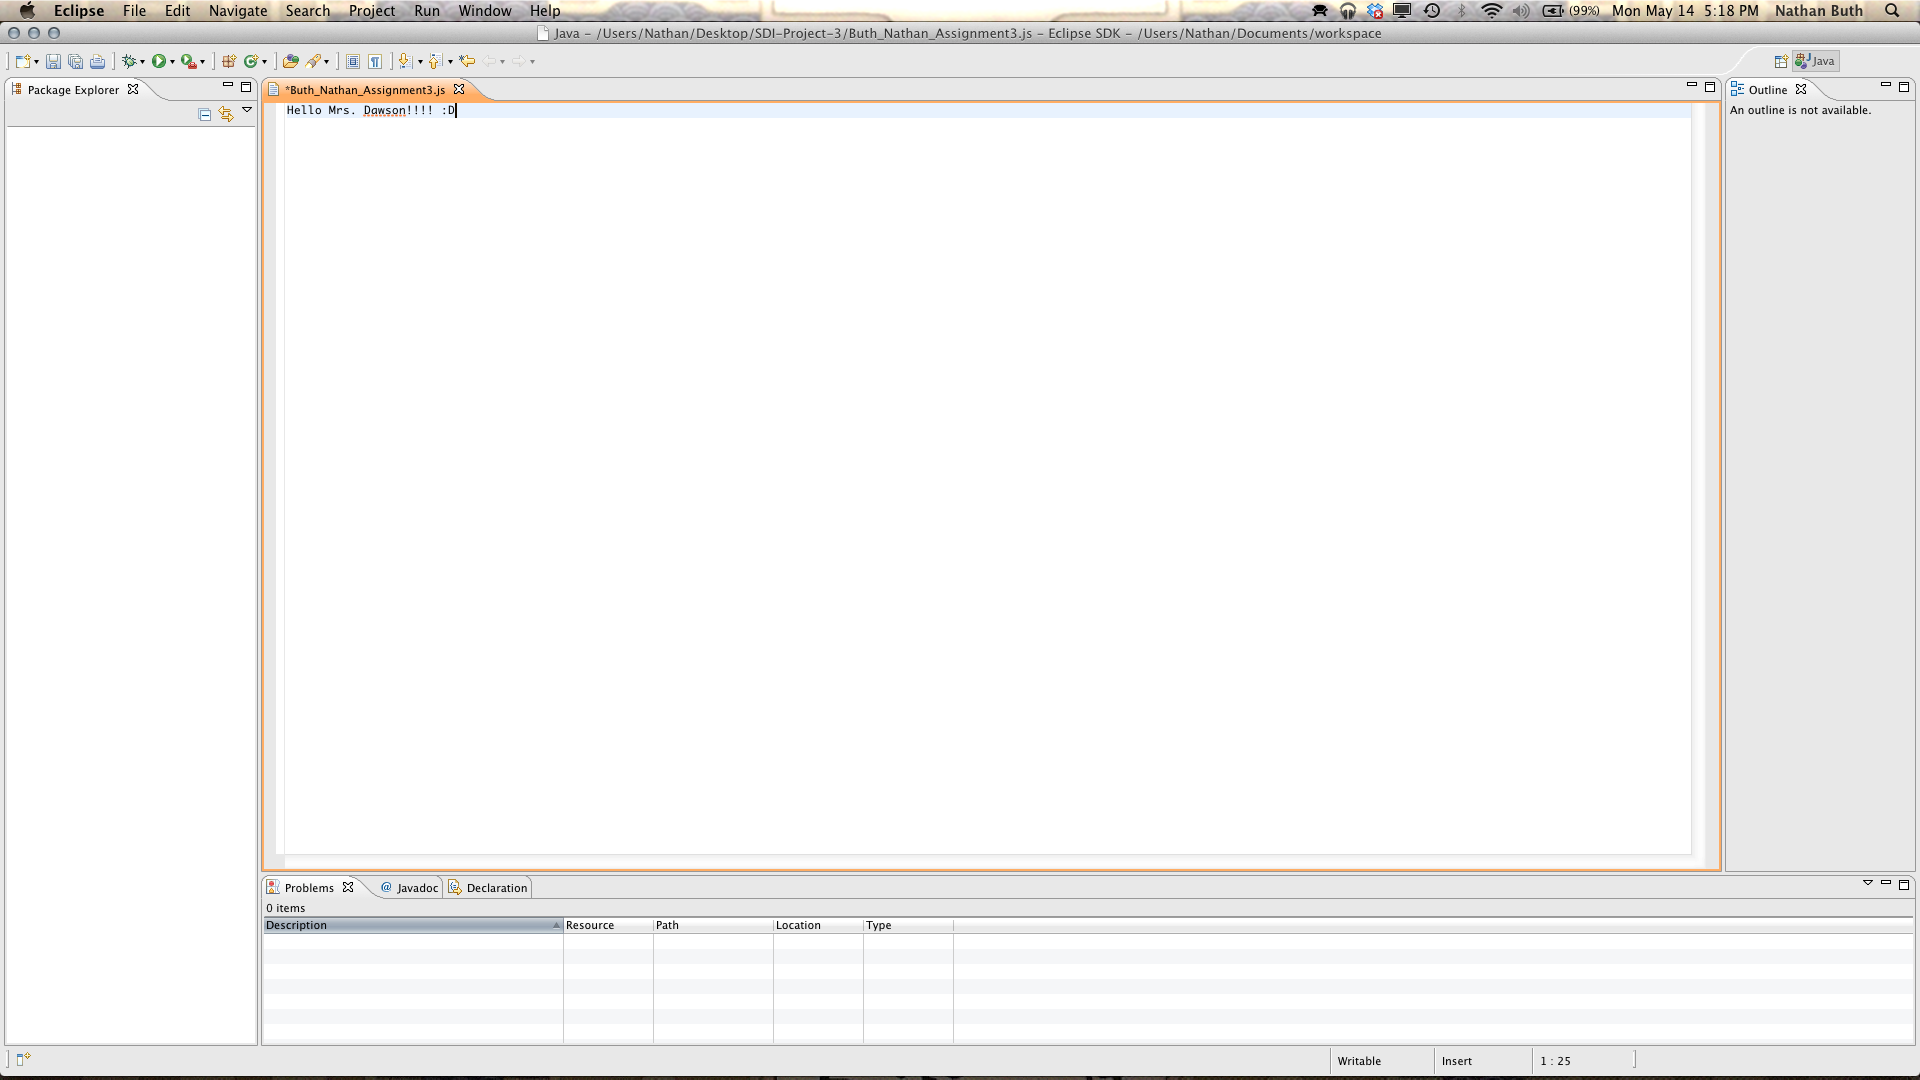 Eclipse File Edit Navigate Search Project Run Window Help (99%) Mon May 14 5:18 PM Nathan Buth
Java – /Users/Nathan/Desktop/SDI-Project-3/Buth_Nathan_Assignment3.js – Eclipse SDK – /Users/Nathan/Documents/workspace
Java
Package Explorer
*Buth_Nathan_Assignment3.js
Outline
Hello Mrs. Dawson!!!! :D
An outline is not available.
Problems @ Javadoc Declaration
0 items
Description Resource Path Location Type
Writable Insert 1 : 25